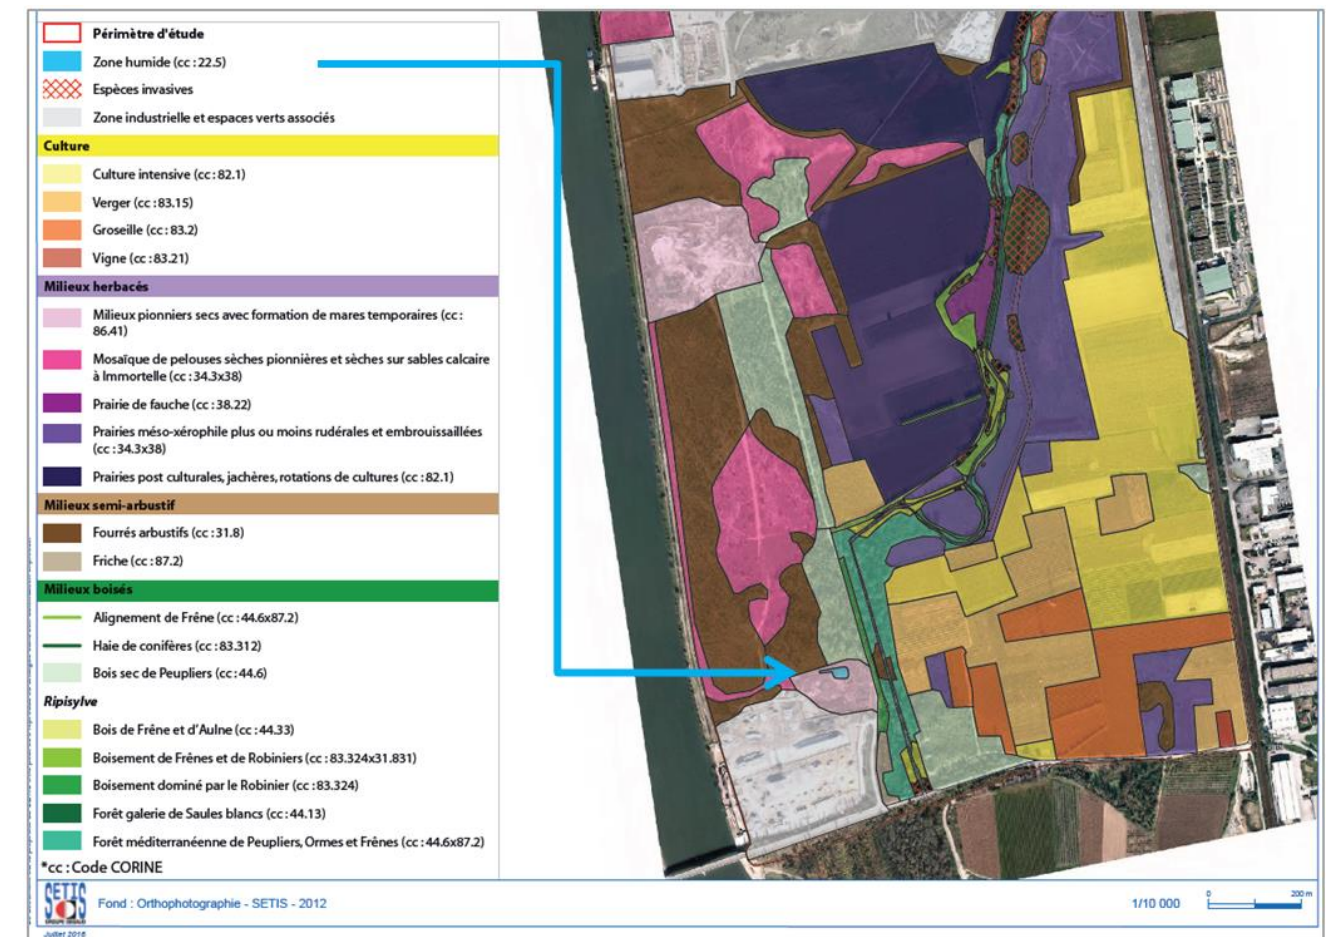 Périmètre d'étude
Zone humide (cc : 22.5)
Espèces invasives
Zone industrielle et espaces verts associés
Culture
Culture intensive (cc : 82.1)
Verger (cc : 83.15)
Groseille (cc : 83.2)
Vigne (cc : 83.21)
Milieux herbacés
Milieux pionniers secs avec formation de mares temporaires (cc :
86.41)
Mosaïque de pelouses sèches pionnières et sèches sur sables calcaire
à Immortelle (cc : 34.3x38)
Prairie de fauche (cc : 38.22)
Prairies méso-xérophile plus ou moins rudérales et embrouissaillées
(cc : 34.3x38)
Prairies post culturales, jachères, rotations de cultures (cc : 82.1)
Milieux semi-arbustif
Fourrés arbustifs (cc : 31.8)
Friche (cc : 87.2)
Milieux boisés
Alignement de Frêne (cc : 44.6x87.2)
Haie de conifères (cc : 83.312)
Bois sec de Peupliers (cc : 44.6)
Ripisylve
Bois de Frêne et d'Aulne (cc : 44.33)
Boisement de Frênes et de Robiniers (cc : 83.324x31.831)
Boisement dominé par le Robinier (cc : 83.324)
Forêt galerie de Saules blancs (cc : 44.13)
Forêt méditerranéenne de Peupliers, Ormes et Frênes (cc : 44.6x87.2)
*cc : Code CORINE
SETIS
Fond : Orthophotographie - SETIS - 2012
1/10 000
0 200 m
Juillet 2016